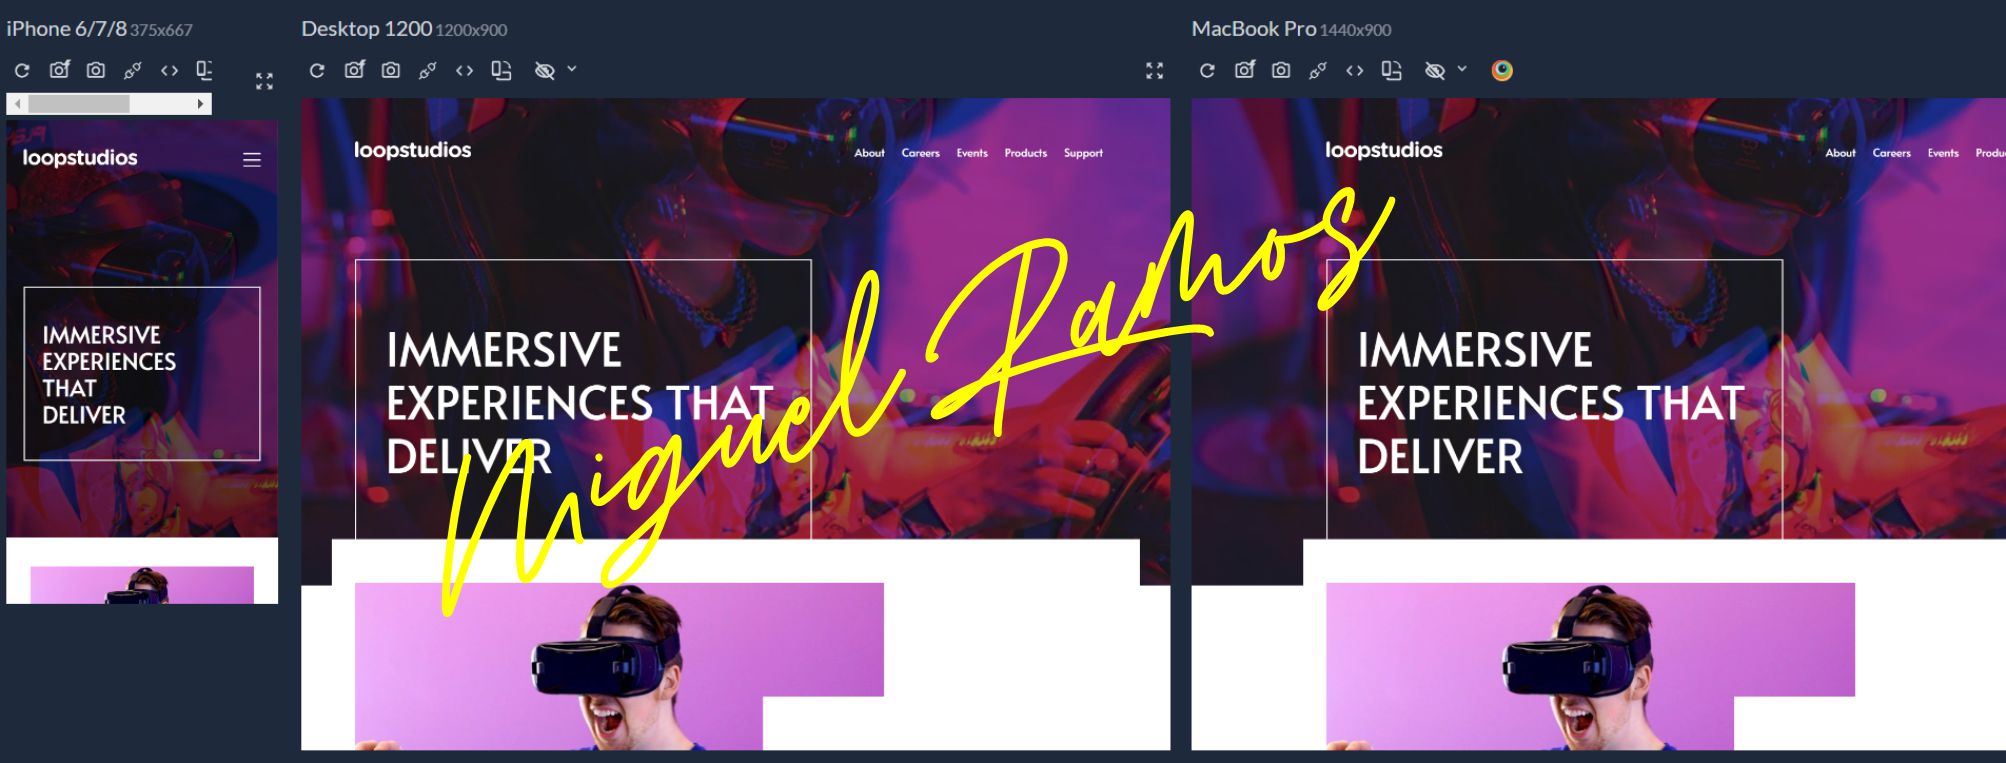 iPhone 6/7/8 375x667
Desktop 1200 1200x900
MacBook Pro 1440x900
loopstudios
IMMERSIVE
EXPERIENCES
THAT
DELIVER
loopstudios
About Careers Events Products Support
IMMERSIVE
EXPERIENCES THAT
DELIVER
loopstudios
About Careers Events Produ
IMMERSIVE
EXPERIENCES THAT
DELIVER
Miguel Ramos